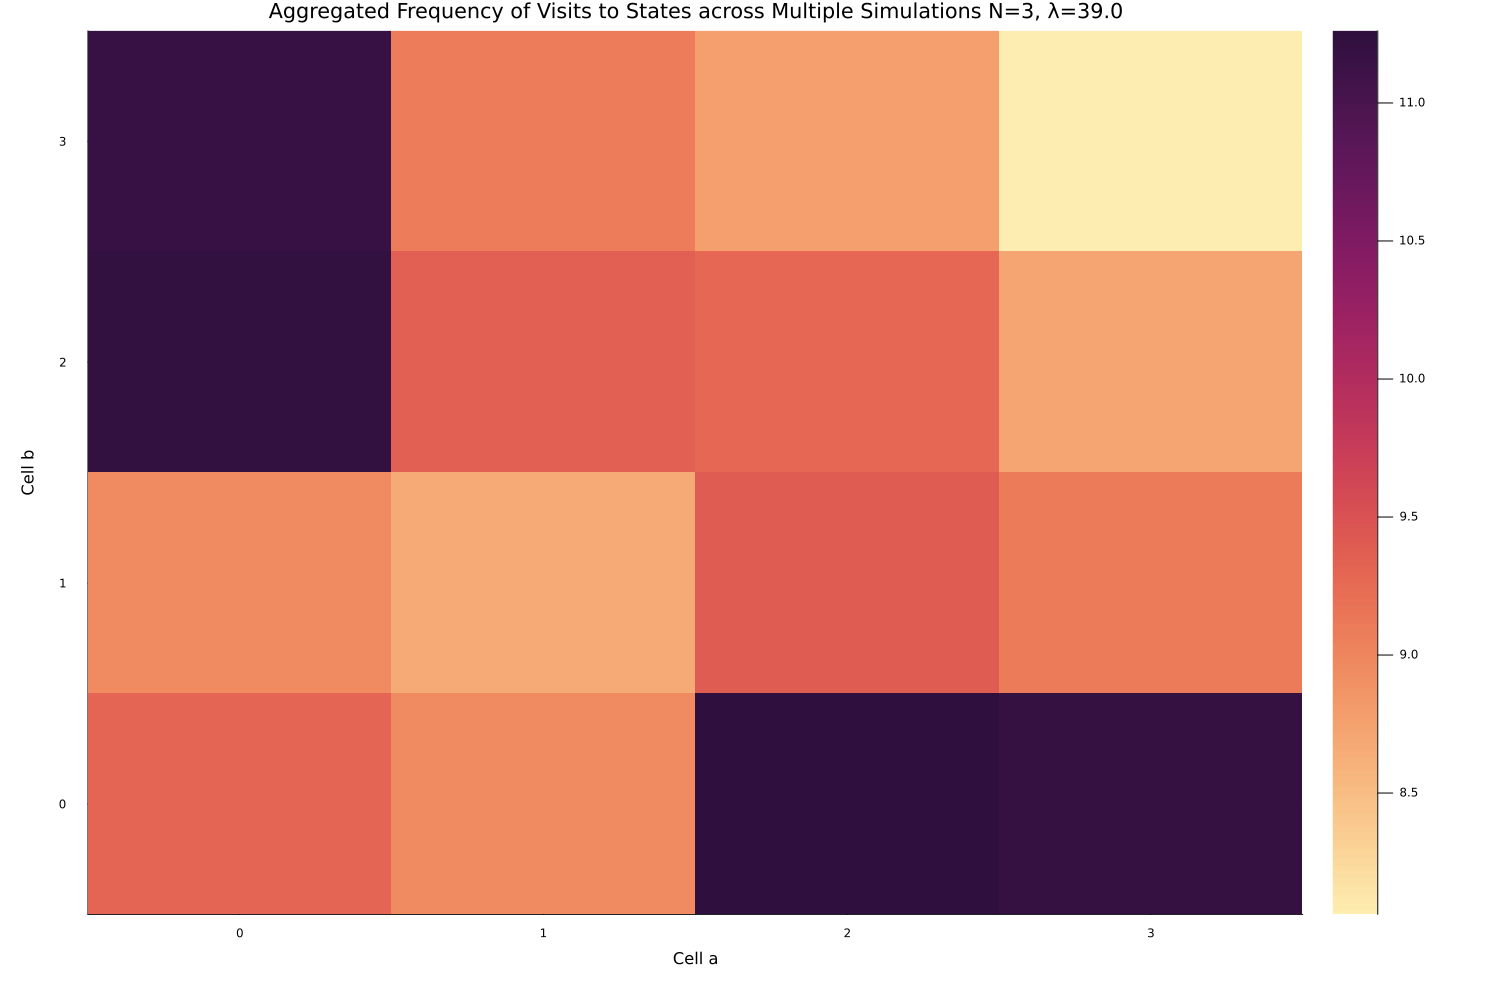 Aggregated Frequency of Visits to States across Multiple Simulations N=3, λ=39.0
11.0
3
10.5
2
10.0
Cell b
9.5
1
9.0
8.5
0
0 1 2 3
Cell a